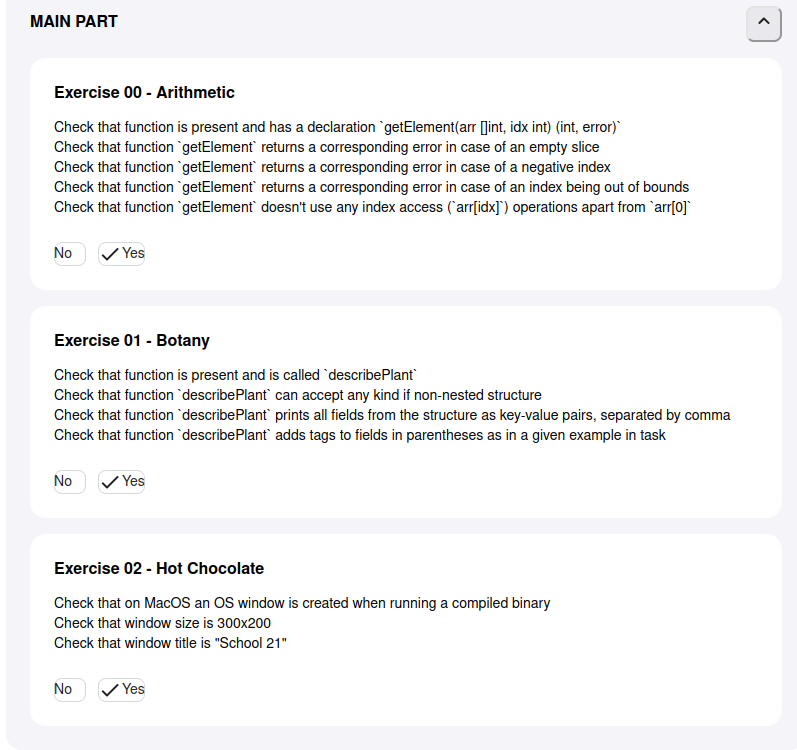 MAIN PART
Exercise 00 - Arithmetic
Check that function is present and has a declaration `getElement(arr []int, idx int) (int, error)`
Check that function `getElement` returns a corresponding error in case of an empty slice
Check that function `getElement` returns a corresponding error in case of a negative index
Check that function `getElement` returns a corresponding error in case of an index being out of bounds
Check that function `getElement` doesn't use any index access (`arr[idx]`) operations apart from `arr[0]`
No Yes
Exercise 01 - Botany
Check that function is present and is called `describePlant`
Check that function `describePlant` can accept any kind if non-nested structure
Check that function `describePlant` prints all fields from the structure as key-value pairs, separated by comma
Check that function `describePlant` adds tags to fields in parentheses as in a given example in task
No Yes
Exercise 02 - Hot Chocolate
Check that on MacOS an OS window is created when running a compiled binary
Check that window size is 300x200
Check that window title is "School 21"
No Yes